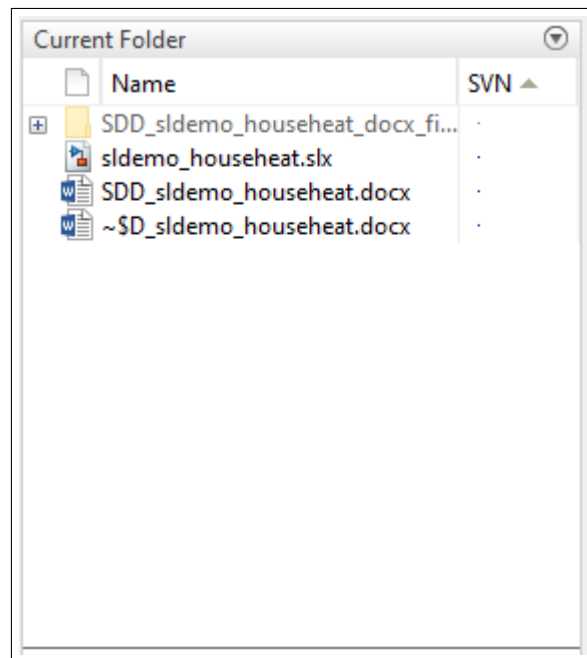 Current Folder
Name SVN
SDD_sldemo_househeat_docx_fi...
sldemo_househeat.slx
SDD_sldemo_househeat.docx
~$D_sldemo_househeat.docx